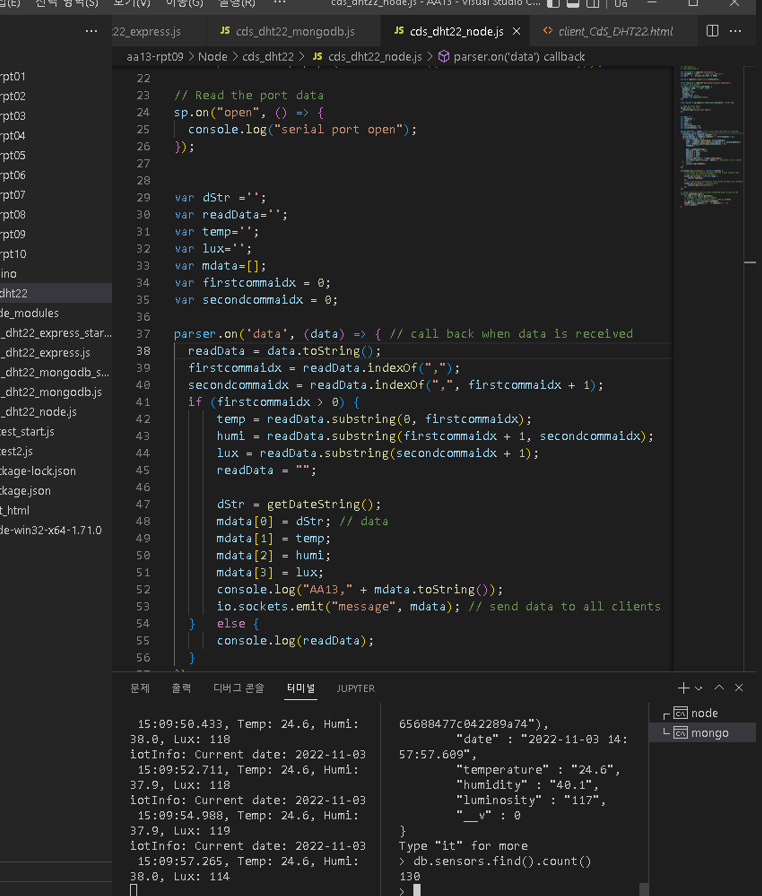 선택 영역(S) 보기(V) 이동(G) 실행(R) ··· cds_dht22_node.js - AA13 - Visual Studio C...
22_express.js JS cds_dht22_mongodb.js JS cds_dht22_node.js × <> client_CdS_DHT22.html ···
aa13-rpt09 > Node > cds_dht22 > JS cds_dht22_node.js > parser.on('data') callback
rpt01
rpt02
rpt03
rpt04
rpt05
rpt06
rpt07
rpt08
rpt09
rpt10
ino
dht22
de_modules
_dht22_express_star...
_dht22_express.js
_dht22_mongodb_s...
_dht22_mongodb.js
_dht22_node.js
test_start.js
test2.js
ckage-lock.json
ckage.json
t_html
de-win32-x64-1.71.0
22
23 // Read the port data
24 sp.on("open", () => {
25 console.log("serial port open");
26 });
27
28
29 var dStr ='';
30 var readData='';
31 var temp='';
32 var lux='';
33 var mdata=[];
34 var firstcommaidx = 0;
35 var secondcommaidx = 0;
36
37 parser.on('data', (data) => { // call back when data is received
38 readData = data.toString();
39 firstcommaidx = readData.indexOf(",");
40 secondcommaidx = readData.indexOf(",", firstcommaidx + 1);
41 if (firstcommaidx > 0) {
42 temp = readData.substring(0, firstcommaidx);
43 humi = readData.substring(firstcommaidx + 1, secondcommaidx);
44 lux = readData.substring(secondcommaidx + 1);
45 readData = "";
46
47 dStr = getDateString();
48 mdata[0] = dStr; // data
49 mdata[1] = temp;
50 mdata[2] = humi;
51 mdata[3] = lux;
52 console.log("AA13," + mdata.toString());
53 io.sockets.emit("message", mdata); // send data to all clients
54 } else {
55 console.log(readData);
56 }
문제 출력 디버그 콘솔 터미널 JUPYTER
15:09:50.433, Temp: 24.6, Humi:
38.0, Lux: 118
iotInfo: Current date: 2022-11-03
15:09:52.711, Temp: 24.6, Humi:
37.9, Lux: 118
iotInfo: Current date: 2022-11-03
15:09:54.988, Temp: 24.6, Humi:
37.9, Lux: 119
iotInfo: Current date: 2022-11-03
15:09:57.265, Temp: 24.6, Humi:
38.0, Lux: 114
65688477c042289a74"),
"date" : "2022-11-03 14:
57:57.609",
"temperature" : "24.6",
"humidity" : "40.1",
"luminosity" : "117",
"__v" : 0
}
Type "it" for more
> db.sensors.find().count()
130
>
node
mongo